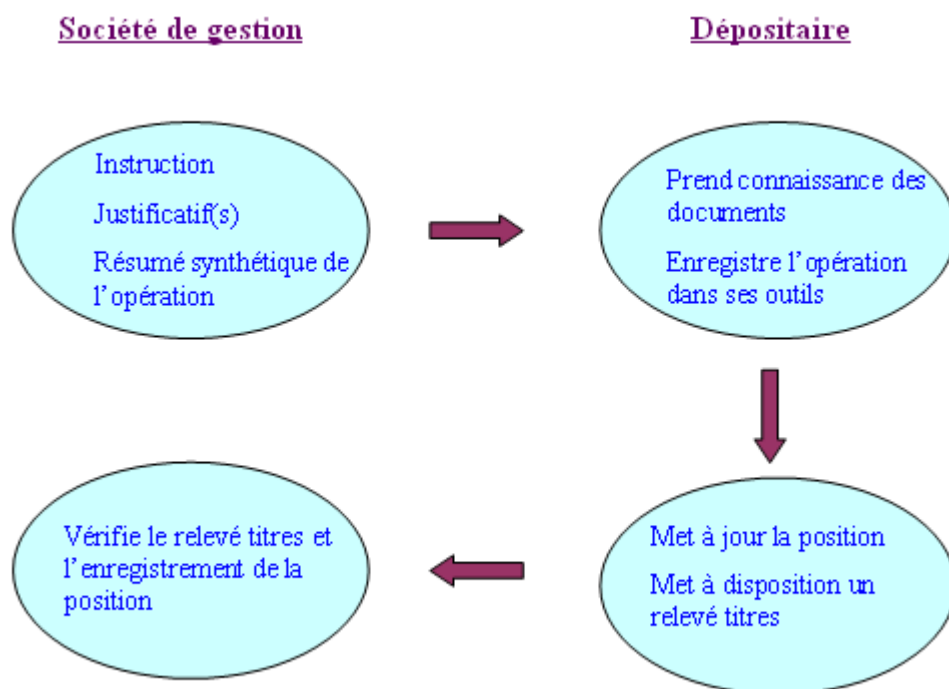 Société de gestion
Dépositaire
Instruction
Justificatif(s)
Résumé synthétique de
l'opération
Prend connaissance des
documents
Enregistre l'opération
dans ses outils
Vérifie le relevé titres et
l'enregistrement de la
position
Met à jour la position
Met à disposition un
relevé titres